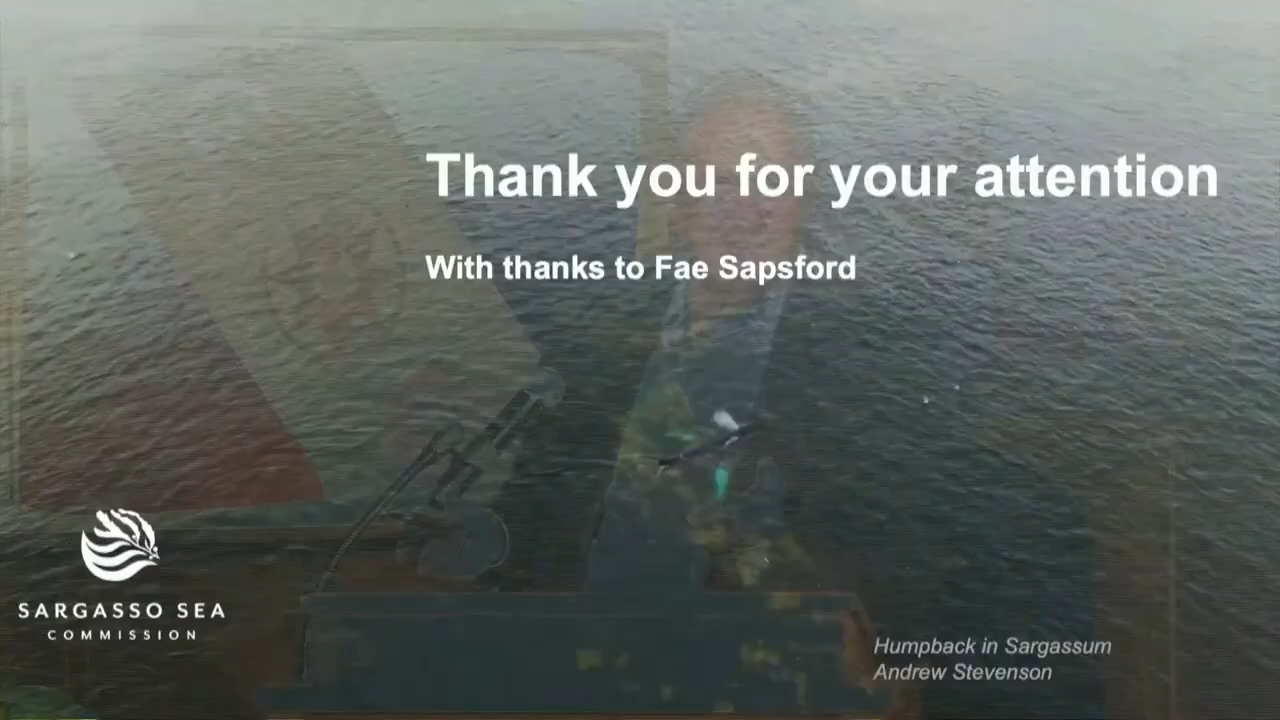 Thank you for your attention
With thanks to Fae Sapsford
SARGASSO SEA
COMMISSION
Humpback in Sargassum
Andrew Stevenson